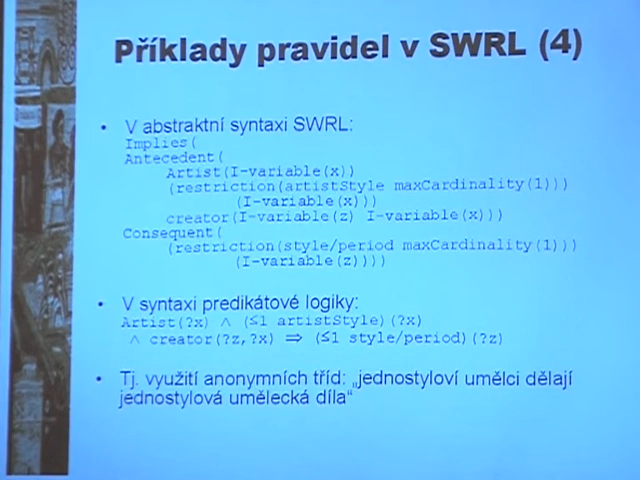 Příklady pravidel v SWRL (4)
• V abstraktní syntaxi SWRL:
Implies(
Antecedent(
Artist(I-variable(x))
(restriction(artistStyle maxCardinality(1)))
(I-variable(x)))
creator(I-variable(z) I-variable(x)))
Consequent(
(restriction(style/period maxCardinality(1)))
(I-variable(z))))
• V syntaxi predikátové logiky:
Artist(?x) ∧ (≤1 artistStyle)(?x)
∧ creator(?z,?x) ⇒ (≤1 style/period)(?z)
• Tj. využití anonymních tříd: „jednostyloví umělci dělají
jednostylová umělecká díla“